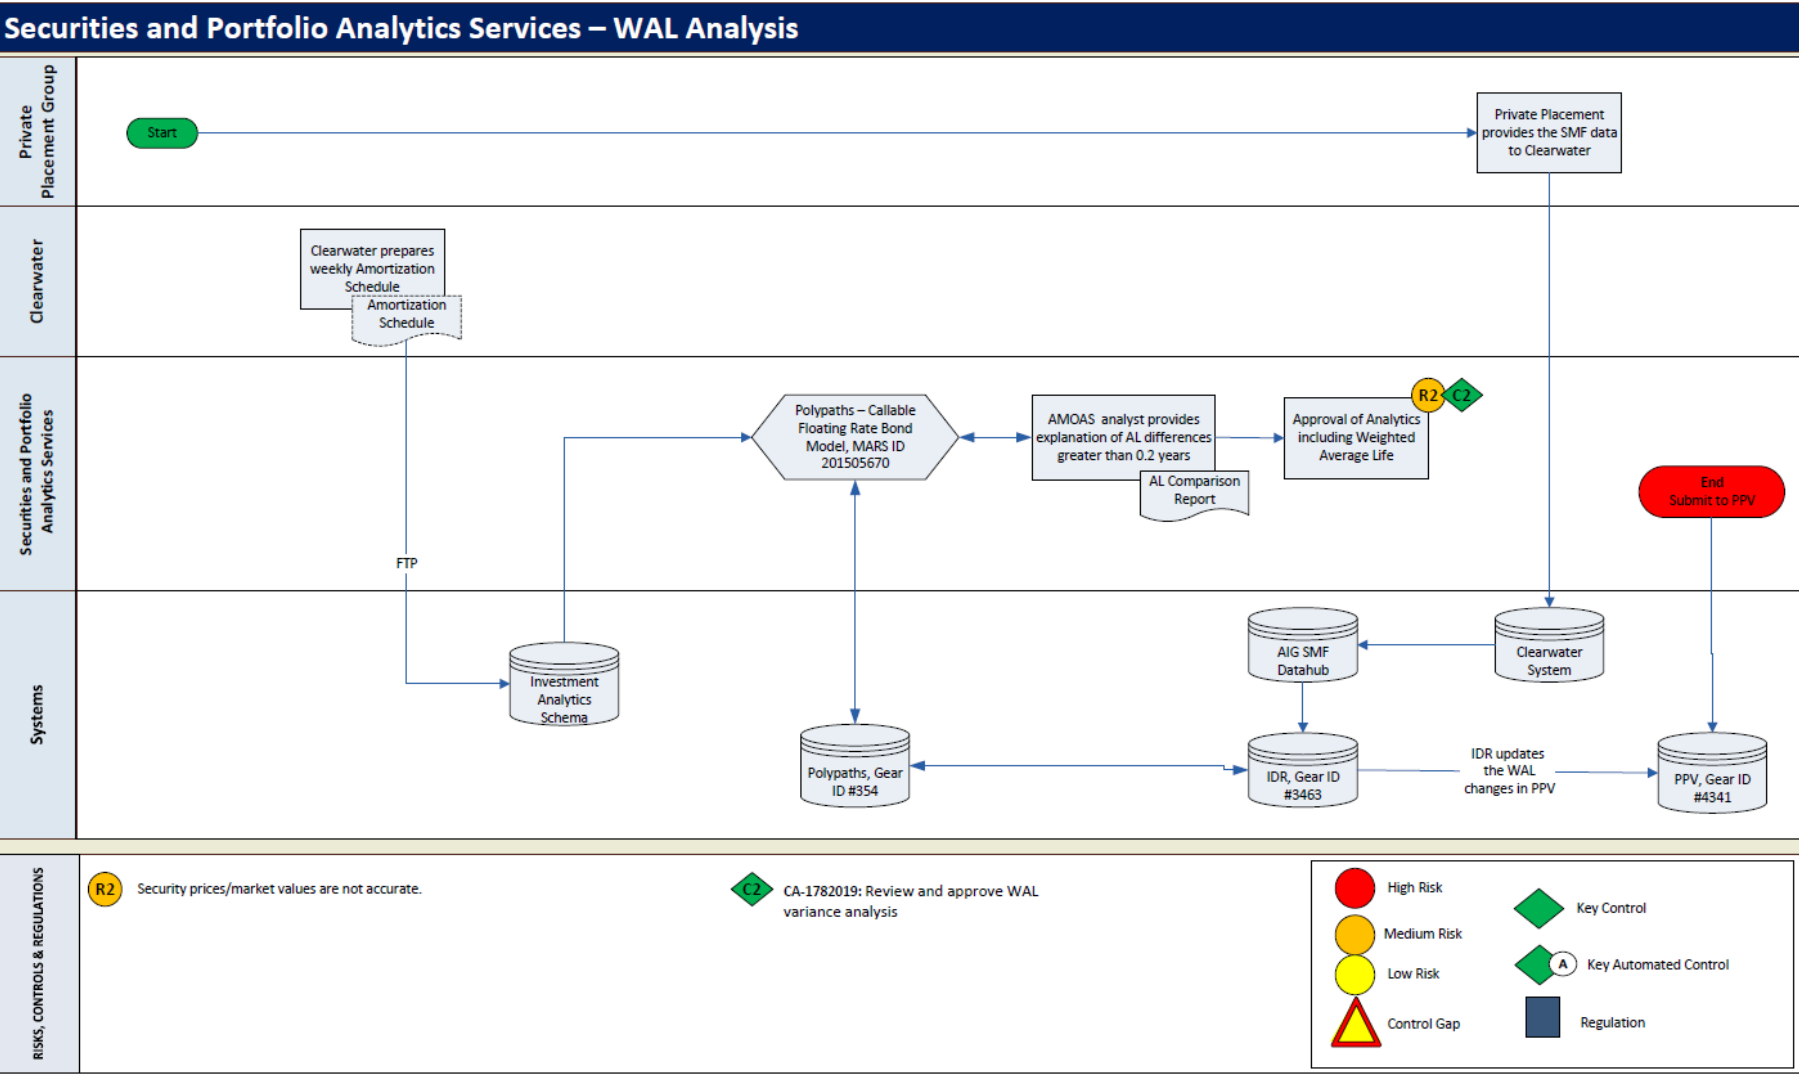 Securities and Portfolio Analytics Services – WAL Analysis
Private
Placement Group
Start
Private Placement
provides the SMF data
to Clearwater
Clearwater
Clearwater prepares
weekly Amortization
Schedule
Amortization
Schedule
Securities and Portfolio
Analytics Services
Polypaths – Callable
Floating Rate Bond
Model, MARS ID
201505670
AMOAS analyst provides
explanation of AL differences
greater than 0.2 years
AL Comparison
Report
Approval of Analytics
including Weighted
Average Life
R2
C2
End
Submit to PPV
FTP
Systems
Investment
Analytics
Schema
Polypaths, Gear
ID #354
AIG SMF
Datahub
Clearwater
System
IDR, Gear ID
#3463
IDR updates
the WAL
changes in PPV
PPV, Gear ID
#4341
RISKS, CONTROLS & REGULATIONS
R2
Security prices/market values are not accurate.
C2
CA-1782019: Review and approve WAL
variance analysis
High Risk
Medium Risk
Low Risk
Control Gap
Key Control
A
Key Automated Control
Regulation